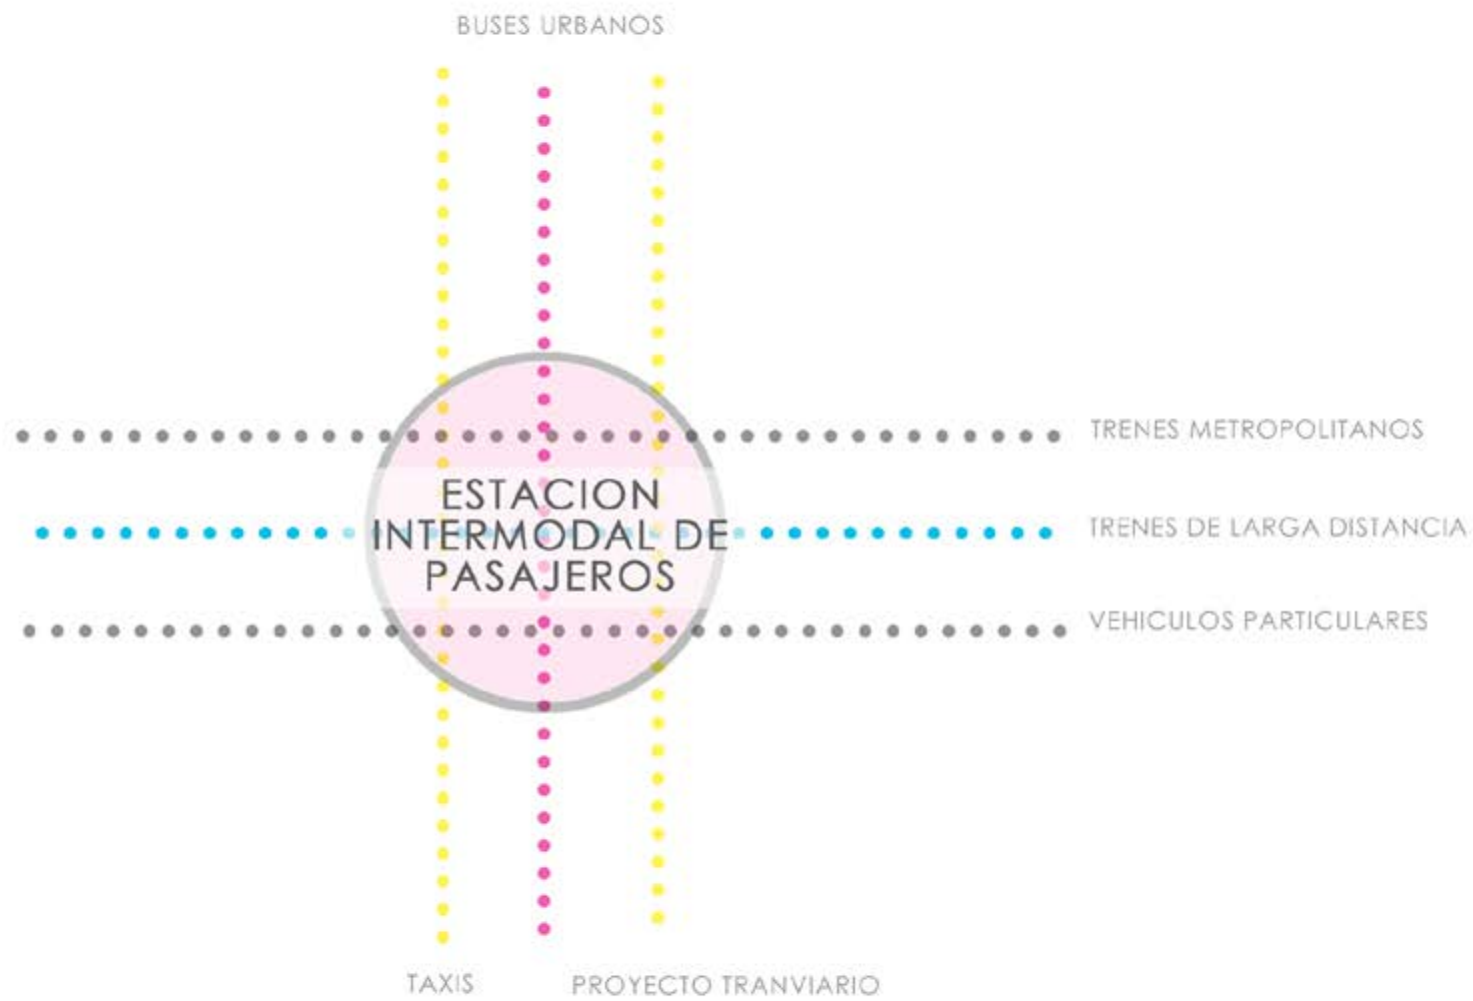 BUSES URBANOS
TRENES METROPOLITANOS
ESTACION
INTERMODAL DE
PASAJEROS
TRENES DE LARGA DISTANCIA
VEHICULOS PARTICULARES
TAXIS
PROYECTO TRANVIARIO